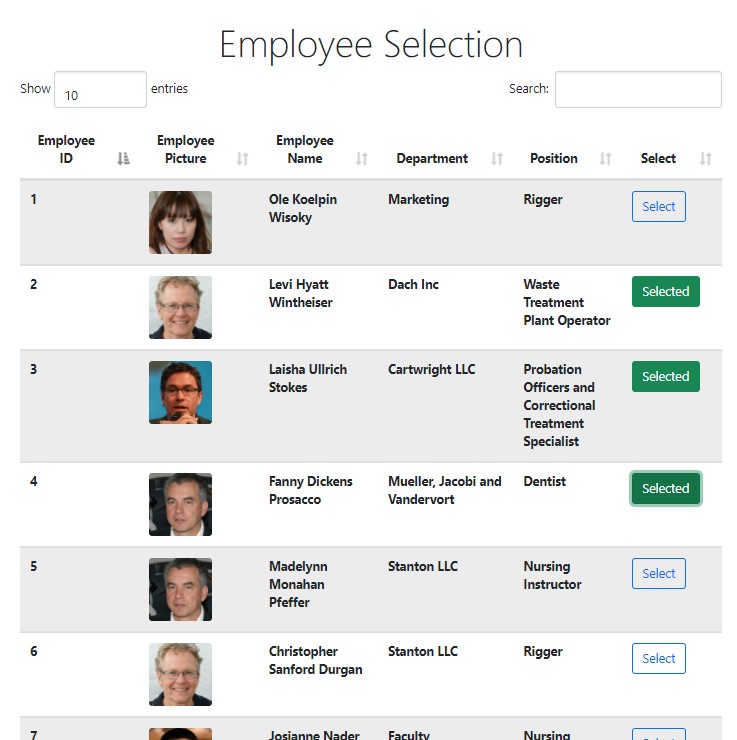 Employee Selection
Show 10 entries Search:
Employee ID Employee Picture Employee Name Department Position Select
1 Ole Koelpin Wisoky Marketing Rigger Select
2 Levi Hyatt Wintheiser Dach Inc Waste Treatment Plant Operator Selected
3 Laisha Ullrich Stokes Cartwright LLC Probation Officers and Correctional Treatment Specialist Selected
4 Fanny Dickens Prosacco Mueller, Jacobi and Vandervort Dentist Selected
5 Madelynn Monahan Pfeffer Stanton LLC Nursing Instructor Select
6 Christopher Sanford Durgan Stanton LLC Rigger Select
7 Josianne Nader Faculty Nursing